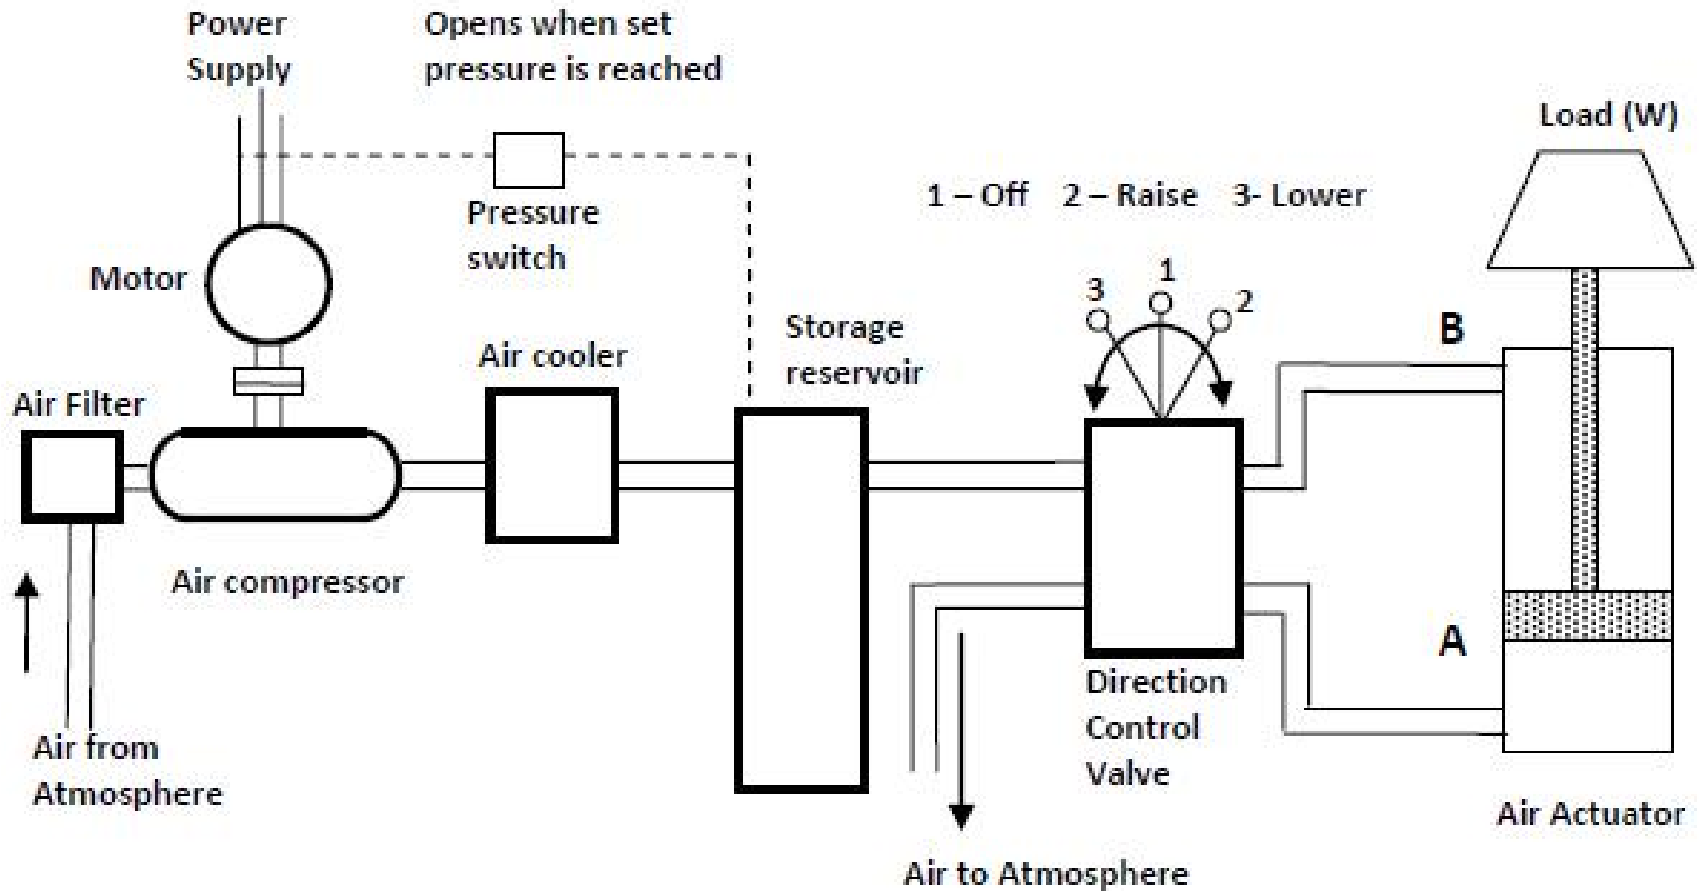 Power
Supply
Opens when set
pressure is reached
Load (W)
1 – Off 2 – Raise 3- Lower
Pressure
switch
Motor
1
3
2
Storage
reservoir
B
Air cooler
Air Filter
Air compressor
A
Direction
Control
Valve
Air from
Atmosphere
Air Actuator
Air to Atmosphere